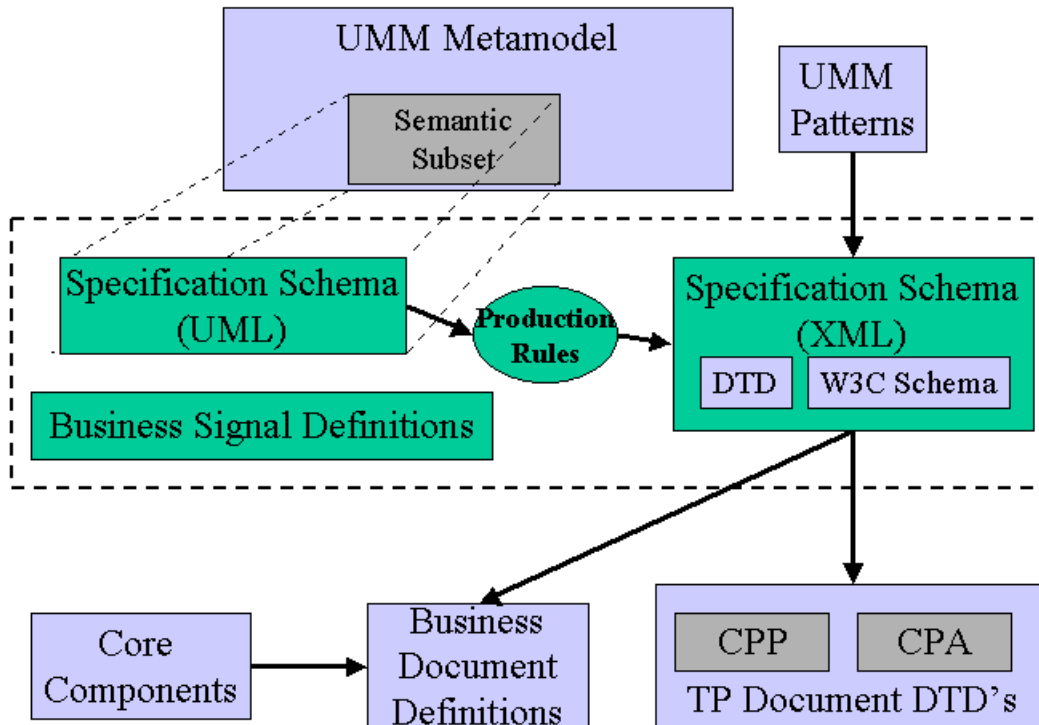 UMM Metamodel
Semantic
Subset
UMM
Patterns
Specification Schema
(UML)
Production
Rules
Specification Schema
(XML)
DTD
W3C Schema
Business Signal Definitions
Core
Components
Business
Document
Definitions
CPP
CPA
TP Document DTD’s